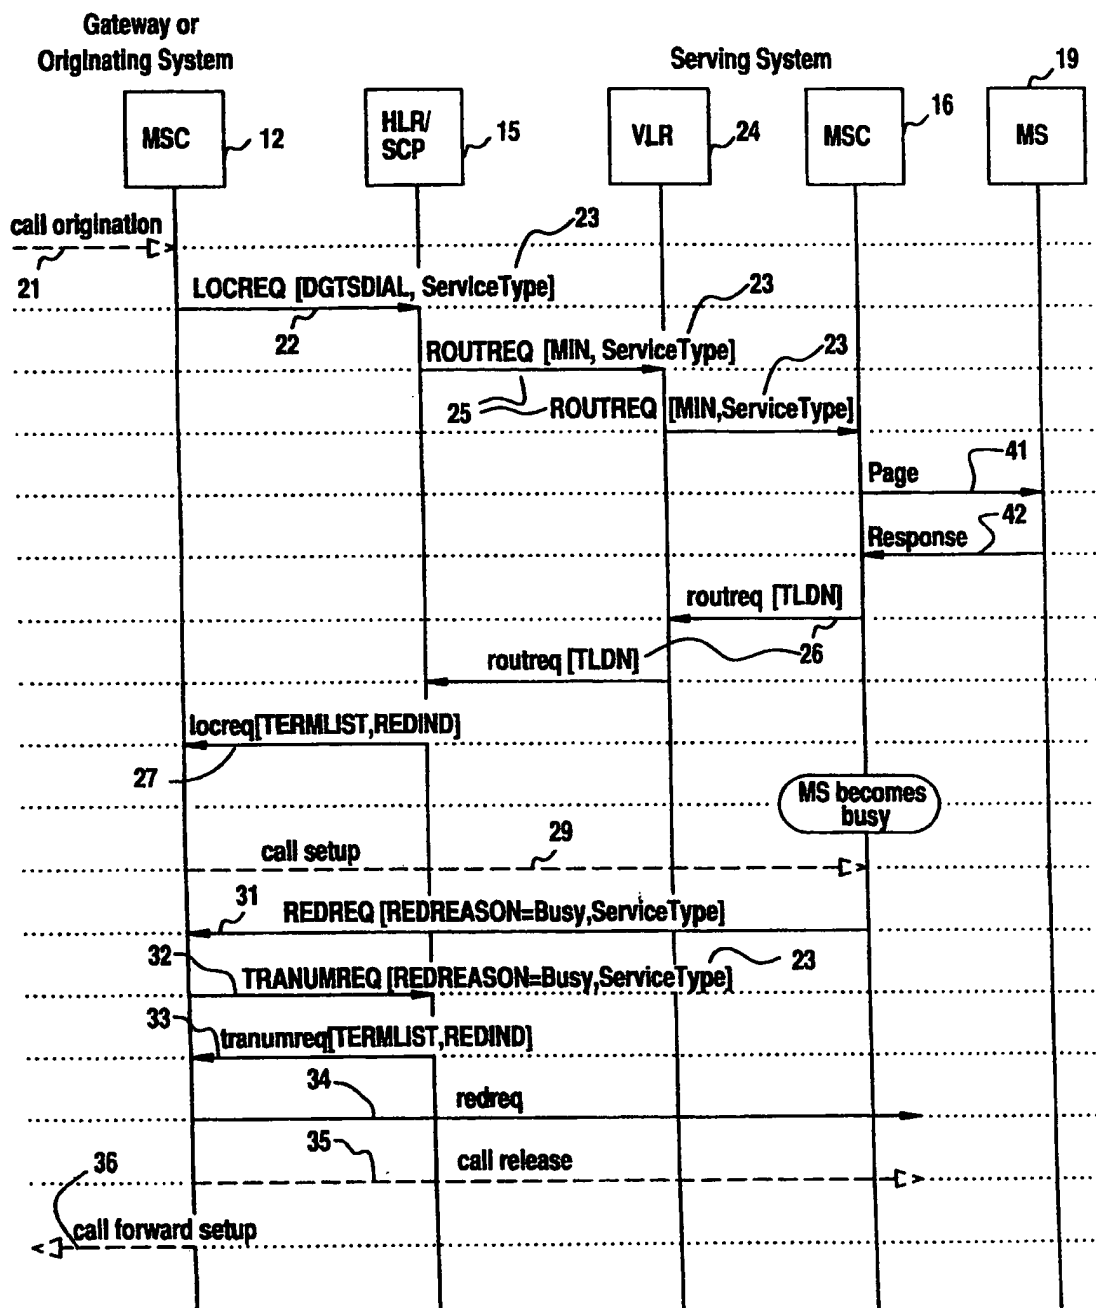 Gateway or
Originating System
Serving System
MSC
12
HLR/
SCP
15
VLR
24
MSC
16
MS
19
call origination
21
23
LOCREQ [DGTSDIAL, ServiceType]
22
23
ROUTREQ [MIN, ServiceType]
23
25
ROUTREQ [MIN,ServiceType]
Page
41
Response
42
routreq [TLDN]
26
routreq [TLDN]
locreq[TERMLIST,REDIND]
27
MS becomes
busy
call setup
29
31
REDREQ [REDREASON=Busy,ServiceType]
32
TRANUMREQ [REDREASON=Busy,ServiceType]
23
33
tranumreq[TERMLIST,REDIND]
34
redreq
35
call release
36
call forward setup